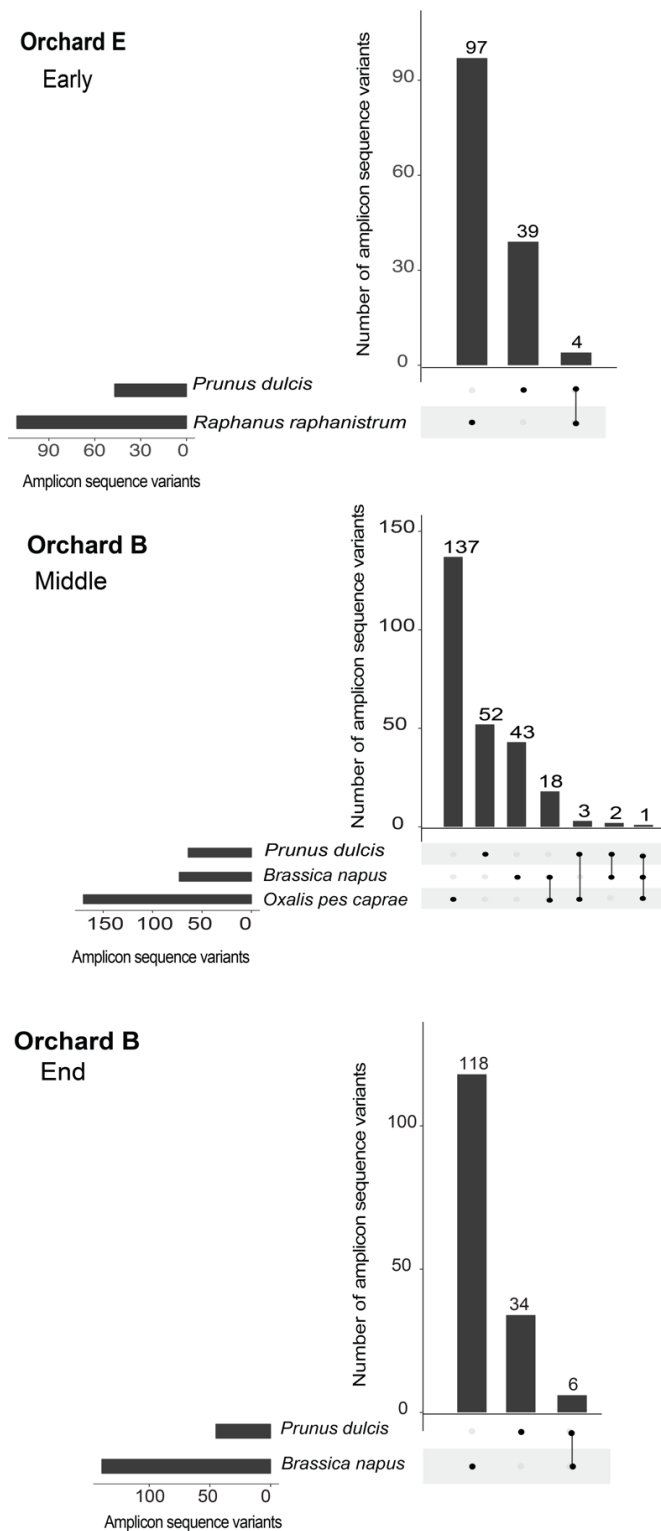 Orchard E
Early
Number of amplicon sequence variants
90
60
30
0
97
39
4
Prunus dulcis
Raphanus raphanistrum
90 60 30 0
Amplicon sequence variants
Orchard B
Middle
Number of amplicon sequence variants
150
100
50
0
137
52
43
18
3
2
1
Prunus dulcis
Brassica napus
Oxalis pes caprae
150 100 50 0
Amplicon sequence variants
Orchard B
End
Number of amplicon sequence variants
100
50
0
118
34
6
Prunus dulcis
Brassica napus
100 50 0
Amplicon sequence variants